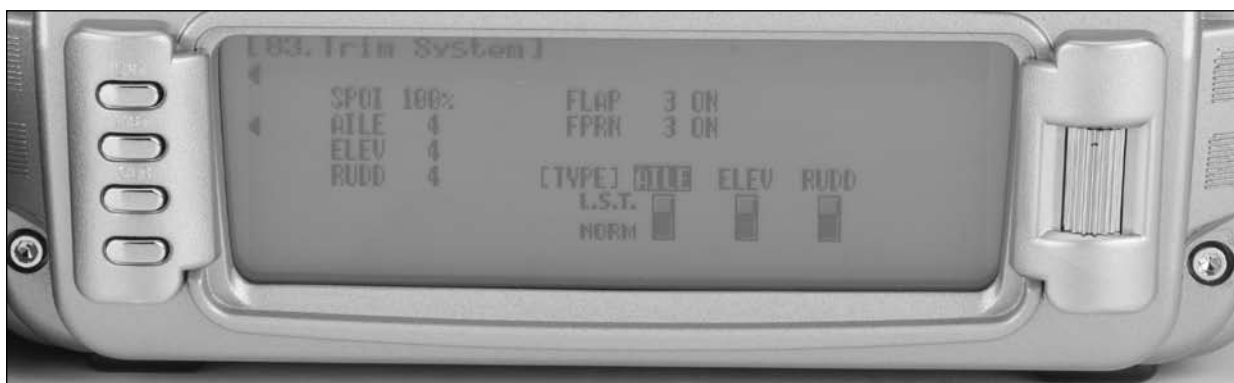 [83.Trim System]
SPOI 100% FLAP 3 ON
AILE 4 FPRN 3 ON
ELEV 4
RUDD 4 [TYPE] AILE ELEV RUDD
L.S.T.
NORM